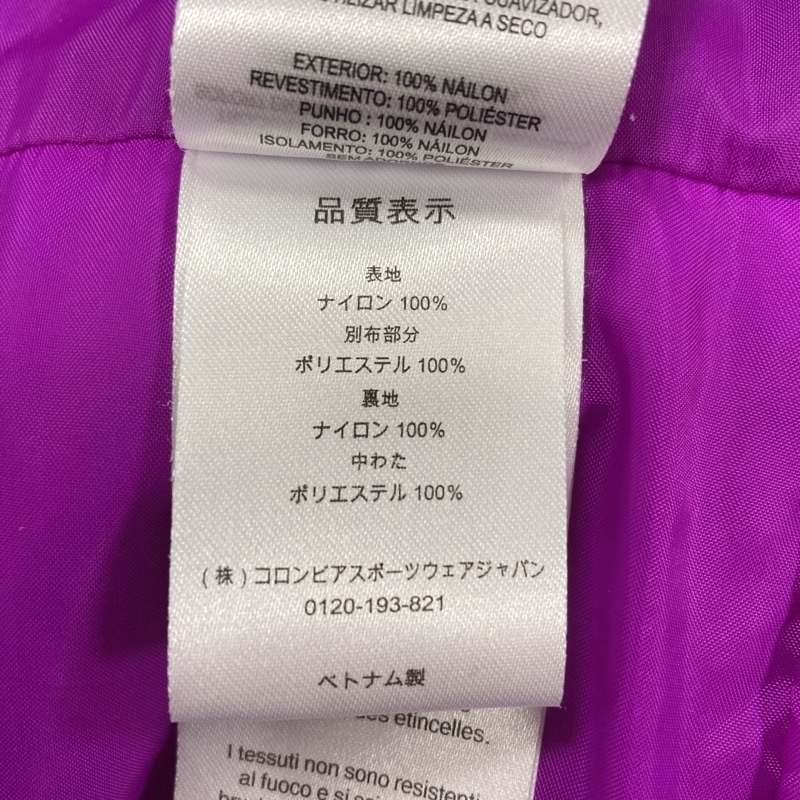 SUAVIZADOR,
UTILIZAR LIMPEZA A SECO
EXTERIOR: 100% NÁILON
REVESTIMENTO: 100% POLIÉSTER
PUNHO : 100% NÁILON
FORRO: 100% NÁILON
ISOLAMENTO: 100% POLIÉSTER
品質表示
表地
ナイロン 100%
別布部分
ポリエステル 100%
裏地
ナイロン 100%
中わた
ポリエステル 100%
(株)コロンビアスポーツウェアジャパン
0120-193-821
ベトナム製
des etincelles.
I tessuti non sono resistenti
al fuoco e si